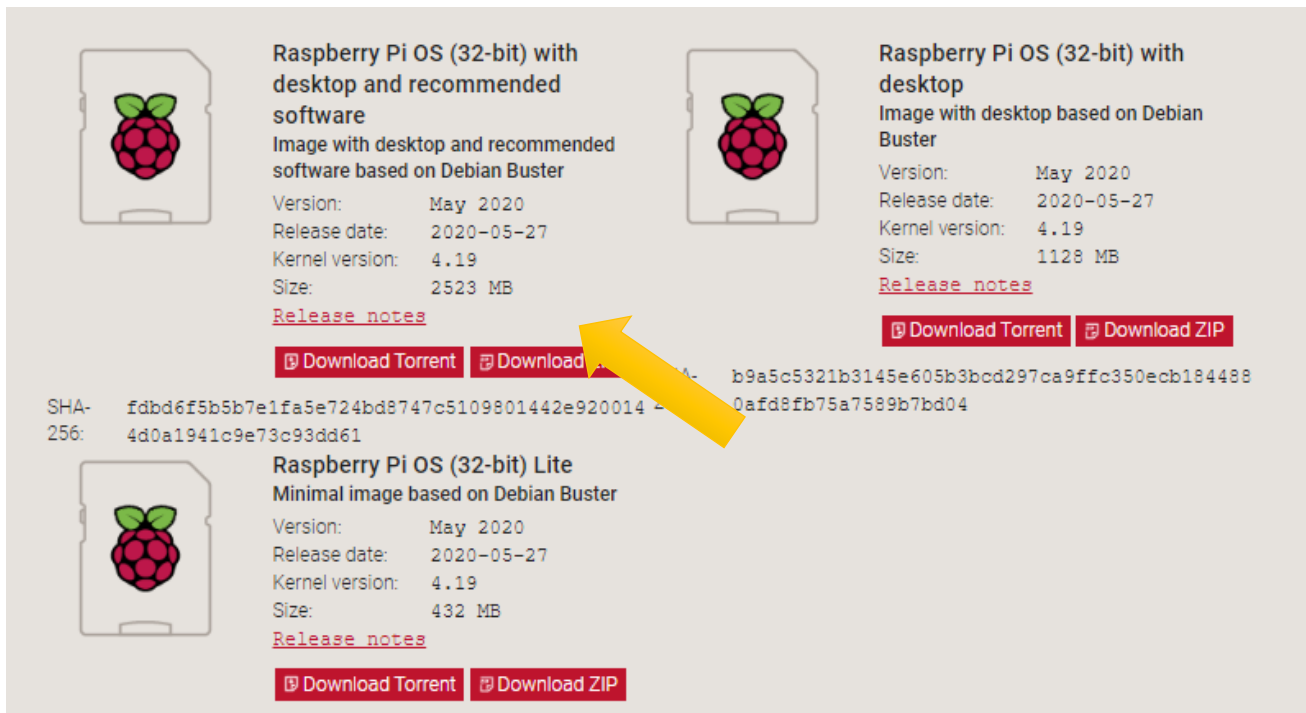 Raspberry Pi OS (32-bit) with
desktop and recommended
software
Image with desktop and recommended
software based on Debian Buster
Version: May 2020
Release date: 2020-05-27
Kernel version: 4.19
Size: 2523 MB
Release notes
Download Torrent Download
SHA-
256:
fdbd6f5b5b7e1fa5e724bd8747c5109801442e920014
4d0a1941c9e73c93dd61
Raspberry Pi OS (32-bit) with
desktop
Image with desktop based on Debian
Buster
Version: May 2020
Release date: 2020-05-27
Kernel version: 4.19
Size: 1128 MB
Release notes
Download Torrent Download ZIP
b9a5c5321b3145e605b3bcd297ca9ffc350ecb184488
0afd8fb75a7589b7bd04
Raspberry Pi OS (32-bit) Lite
Minimal image based on Debian Buster
Version: May 2020
Release date: 2020-05-27
Kernel version: 4.19
Size: 432 MB
Release notes
Download Torrent Download ZIP